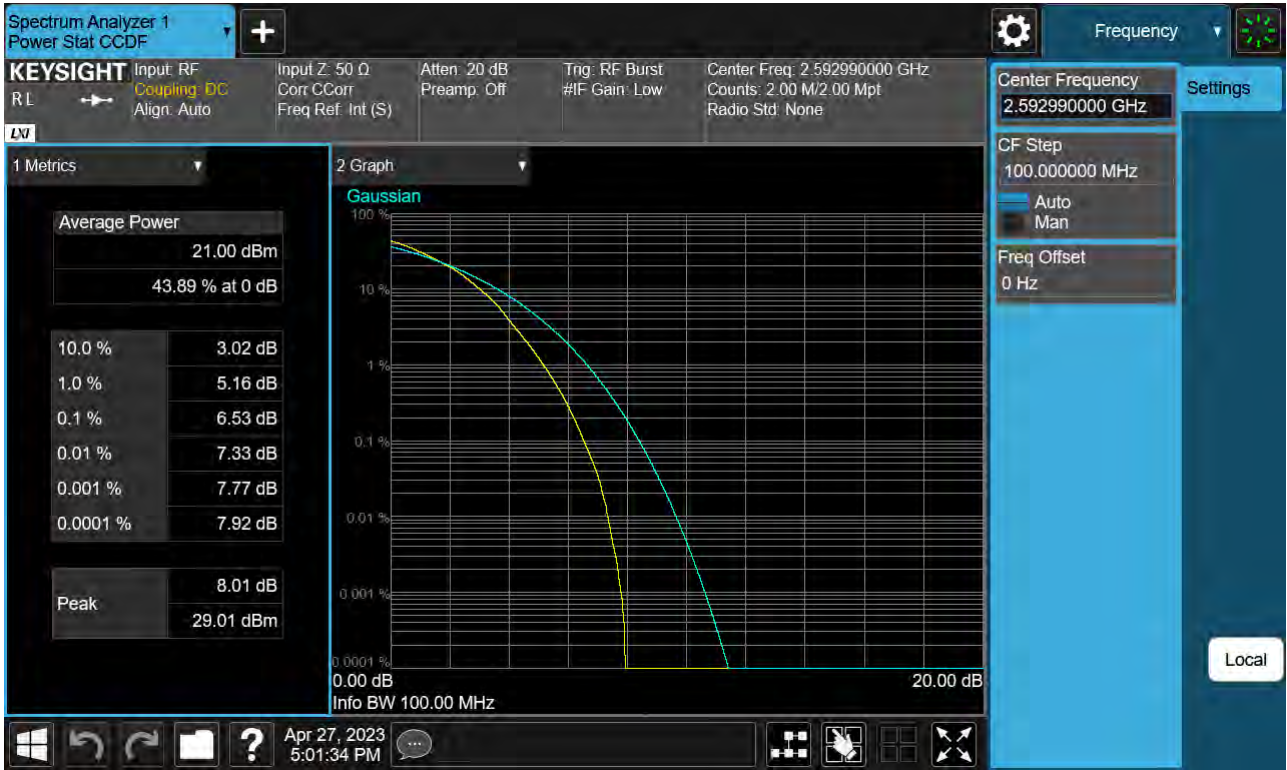 Spectrum Analyzer 1
Power Stat CCDF
Frequency
KEYSIGHT
R L
LXI
Input: RF
Coupling: DC
Align: Auto
Input Z: 50 Ω
Corr CCorr
Freq Ref: Int (S)
Atten: 20 dB
Preamp: Off
Trig: RF Burst
#IF Gain: Low
Center Freq: 2.592990000 GHz
Counts: 2.00 M/2.00 Mpt
Radio Std: None
Center Frequency
2.592990000 GHz
Settings
CF Step
100.000000 MHz
Auto
Man
Freq Offset
0 Hz
Local
1 Metrics
Average Power
21.00 dBm
43.89 % at 0 dB
10.0 % 3.02 dB
1.0 % 5.16 dB
0.1 % 6.53 dB
0.01 % 7.33 dB
0.001 % 7.77 dB
0.0001 % 7.92 dB
Peak
8.01 dB
29.01 dBm
2 Graph
Gaussian
100 %
10 %
1 %
0.1 %
0.01 %
0.001 %
0.0001 %
0.00 dB 20.00 dB
Info BW 100.00 MHz
?
Apr 27, 2023
5:01:34 PM